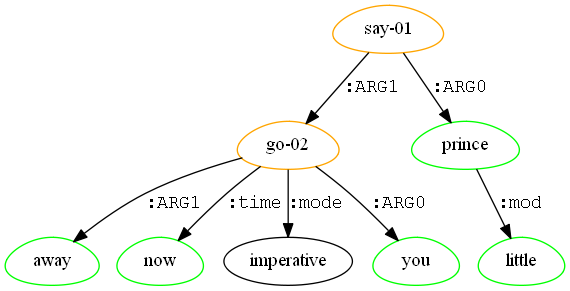 say-01
:ARG1 :ARG0
go-02 prince
:ARG1 :time :mode :ARG0 :mod
away now imperative you little